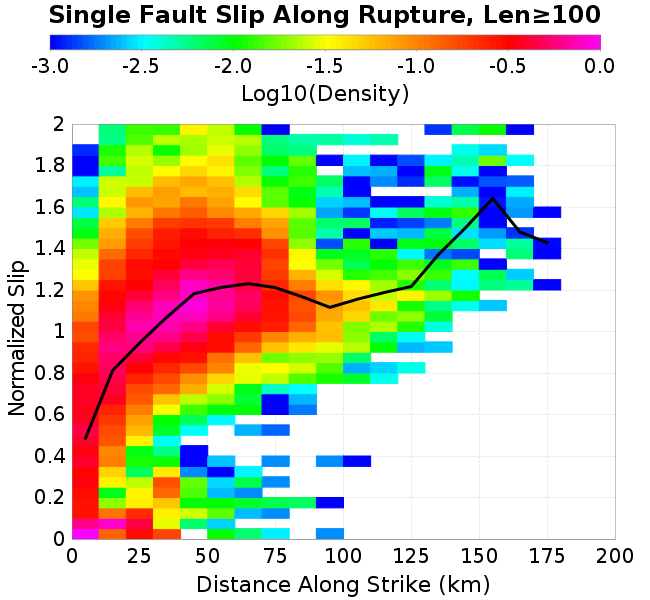 Single Fault Slip Along Rupture, Len≥100
-3.0 -2.5 -2.0 -1.5 -1.0 -0.5 0.0
Log10(Density)
2
1.8
1.6
1.4
1.2
1
0.8
0.6
0.4
0.2
0
Normalized Slip
0 25 50 75 100 125 150 175 200
Distance Along Strike (km)